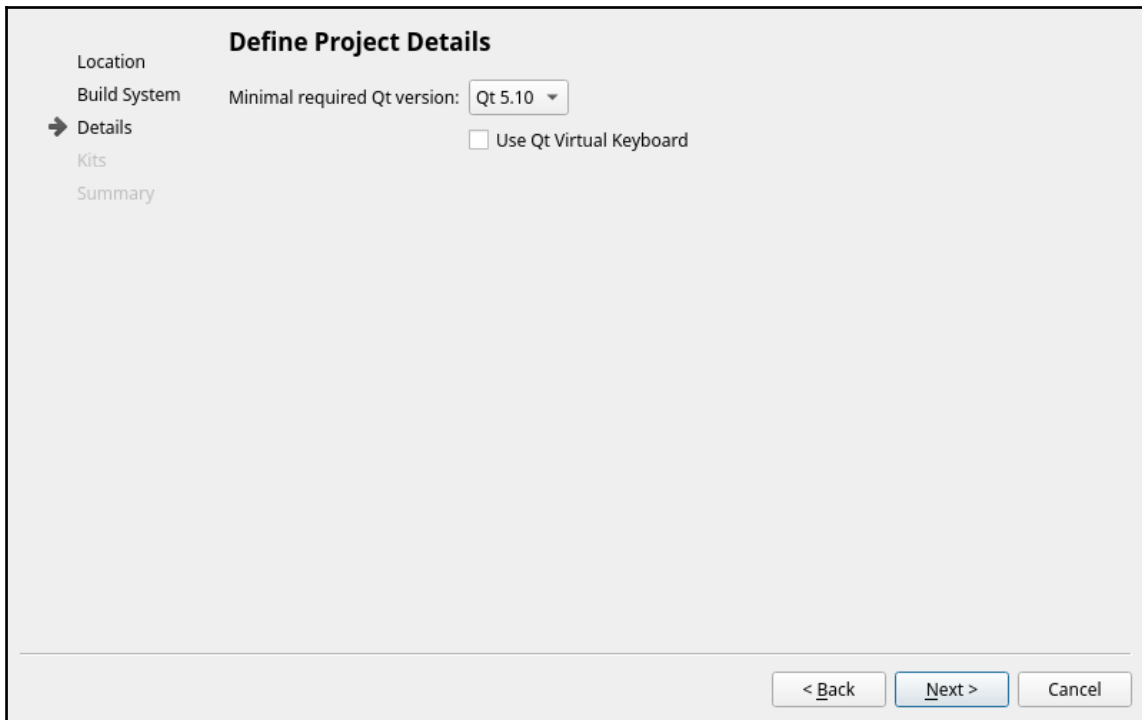 Define Project Details
Location
Build System
Details
Kits
Summary
Minimal required Qt version: Qt 5.10
Use Qt Virtual Keyboard
< Back
Next >
Cancel